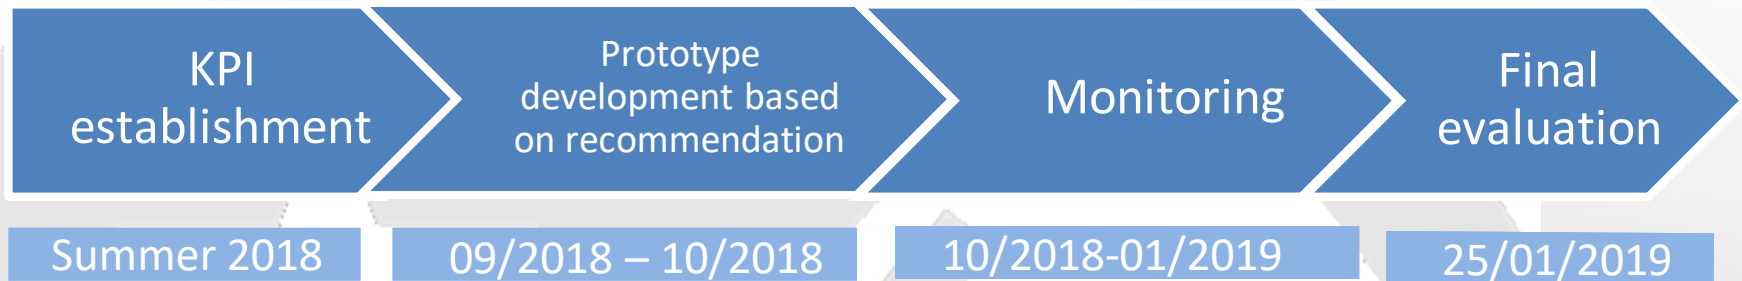 KPI
establishment
Prototype
development based
on recommendation
Monitoring
Final
evaluation
Summer 2018
09/2018 – 10/2018
10/2018-01/2019
25/01/2019